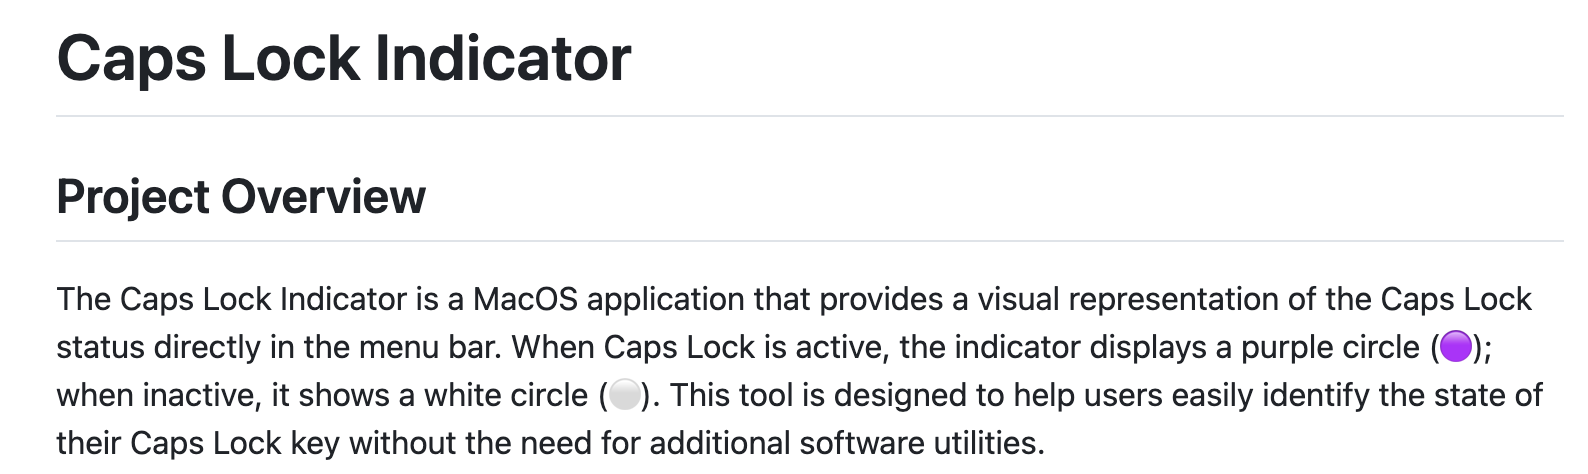 Caps Lock Indicator
Project Overview
The Caps Lock Indicator is a MacOS application that provides a visual representation of the Caps Lock
status directly in the menu bar. When Caps Lock is active, the indicator displays a purple circle (🟣);
when inactive, it shows a white circle (⚪). This tool is designed to help users easily identify the state of
their Caps Lock key without the need for additional software utilities.